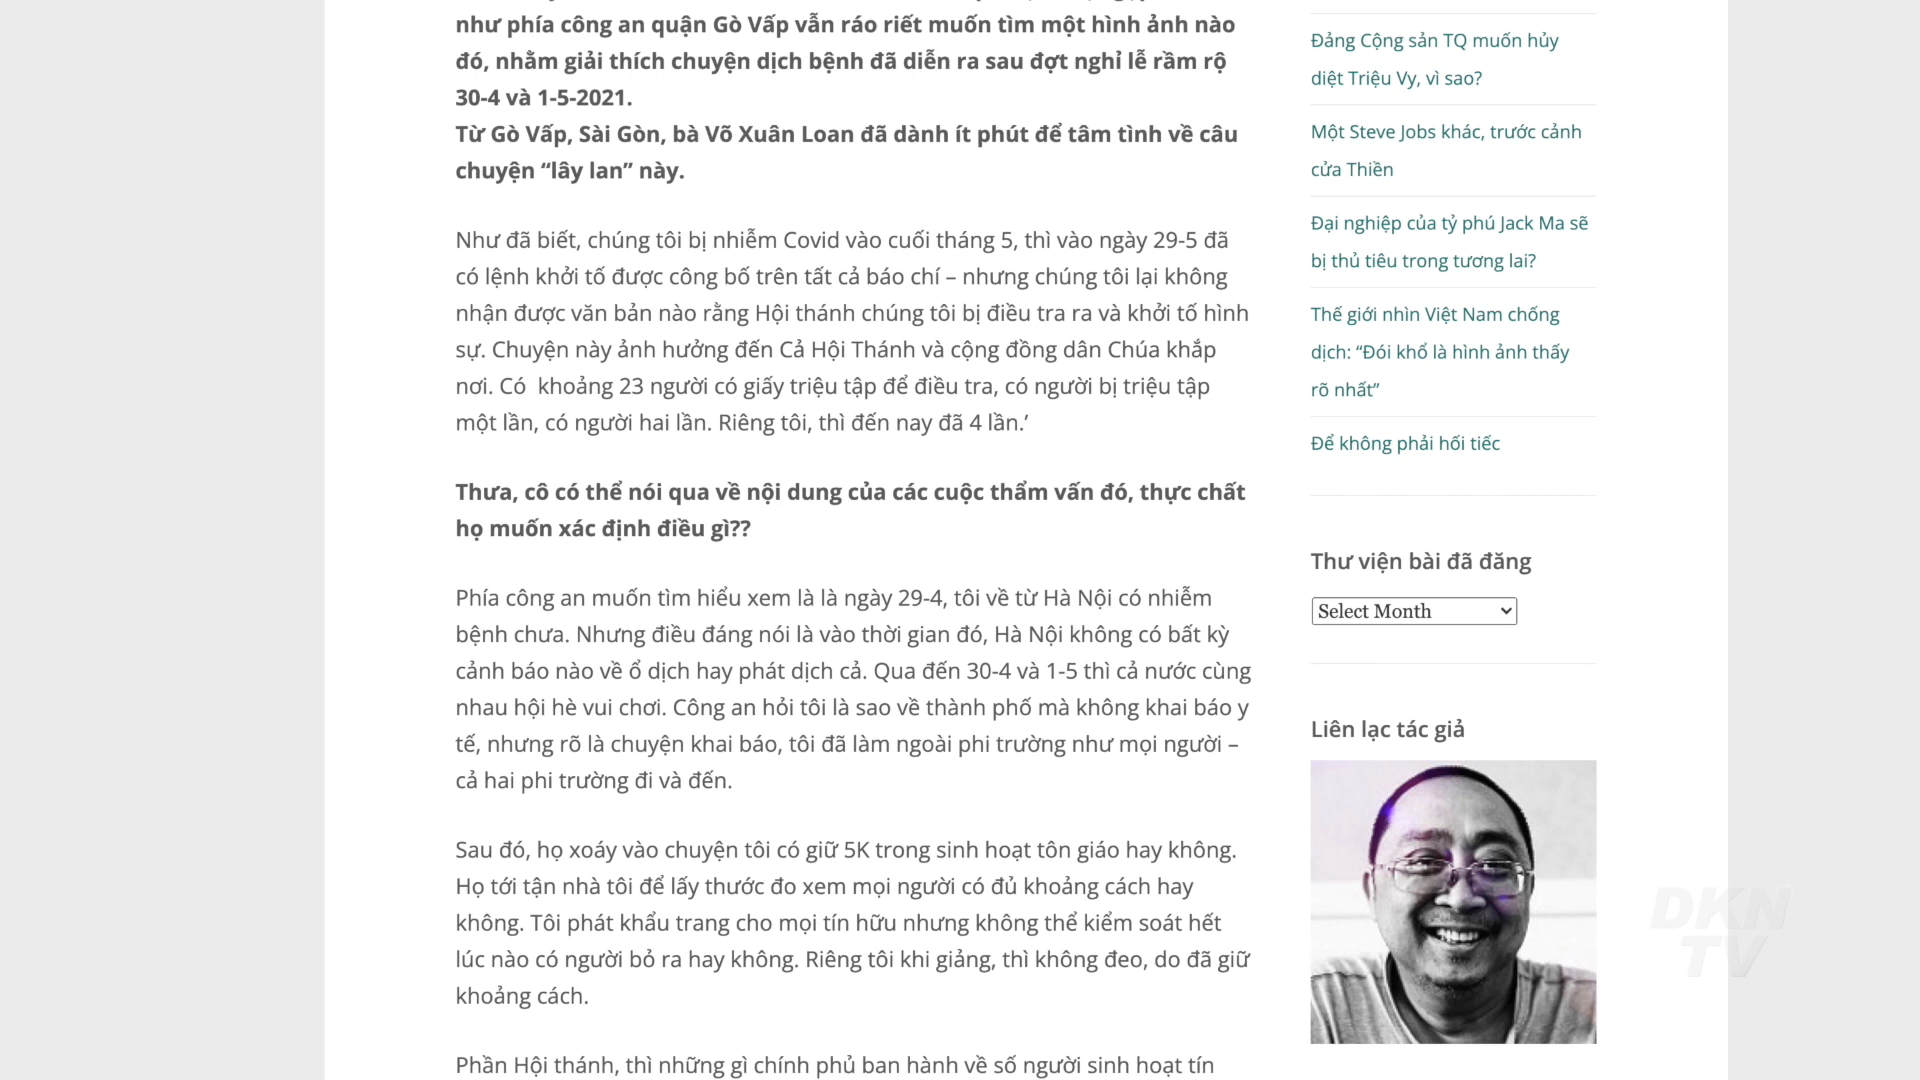 như phía công an quận Gò Vấp vẫn ráo riết muốn tìm một hình ảnh nào
đó, nhằm giải thích chuyện dịch bệnh đã diễn ra sau đợt nghỉ lễ rầm rộ
30-4 và 1-5-2021.
Từ Gò Vấp, Sài Gòn, bà Võ Xuân Loan đã dành ít phút để tâm tình về câu
chuyện “lây lan” này.
Như đã biết, chúng tôi bị nhiễm Covid vào cuối tháng 5, thì vào ngày 29-5 đã
có lệnh khởi tố được công bố trên tất cả báo chí – nhưng chúng tôi lại không
nhận được văn bản nào rằng Hội thánh chúng tôi bị điều tra ra và khởi tố hình
sự. Chuyện này ảnh hưởng đến Cả Hội Thánh và cộng đồng dân Chúa khắp
nơi. Có  khoảng 23 người có giấy triệu tập để điều tra, có người bị triệu tập
một lần, có người hai lần. Riêng tôi, thì đến nay đã 4 lần.’
Thưa, cô có thể nói qua về nội dung của các cuộc thẩm vấn đó, thực chất
họ muốn xác định điều gì??
Phía công an muốn tìm hiểu xem là là ngày 29-4, tôi về từ Hà Nội có nhiễm
bệnh chưa. Nhưng điều đáng nói là vào thời gian đó, Hà Nội không có bất kỳ
cảnh báo nào về ổ dịch hay phát dịch cả. Qua đến 30-4 và 1-5 thì cả nước cùng
nhau hội hè vui chơi. Công an hỏi tôi là sao về thành phố mà không khai báo y
tế, nhưng rõ là chuyện khai báo, tôi đã làm ngoài phi trường như mọi người –
cả hai phi trường đi và đến.
Sau đó, họ xoáy vào chuyện tôi có giữ 5K trong sinh hoạt tôn giáo hay không.
Họ tới tận nhà tôi để lấy thước đo xem mọi người có đủ khoảng cách hay
không. Tôi phát khẩu trang cho mọi tín hữu nhưng không thể kiểm soát hết
lúc nào có người bỏ ra hay không. Riêng tôi khi giảng, thì không đeo, do đã giữ
khoảng cách.
Phần Hội thánh, thì những gì chính phủ ban hành về số người sinh hoạt tín
Đảng Cộng sản TQ muốn hủy
diệt Triệu Vy, vì sao?
Một Steve Jobs khác, trước cảnh
cửa Thiền
Đại nghiệp của tỷ phú Jack Ma sẽ
bị thủ tiêu trong tương lai?
Thế giới nhìn Việt Nam chống
dịch: “Đói khổ là hình ảnh thấy
rõ nhất”
Để không phải hối tiếc
Thư viện bài đã đăng
Select Month
Liên lạc tác giả
DKN
TV